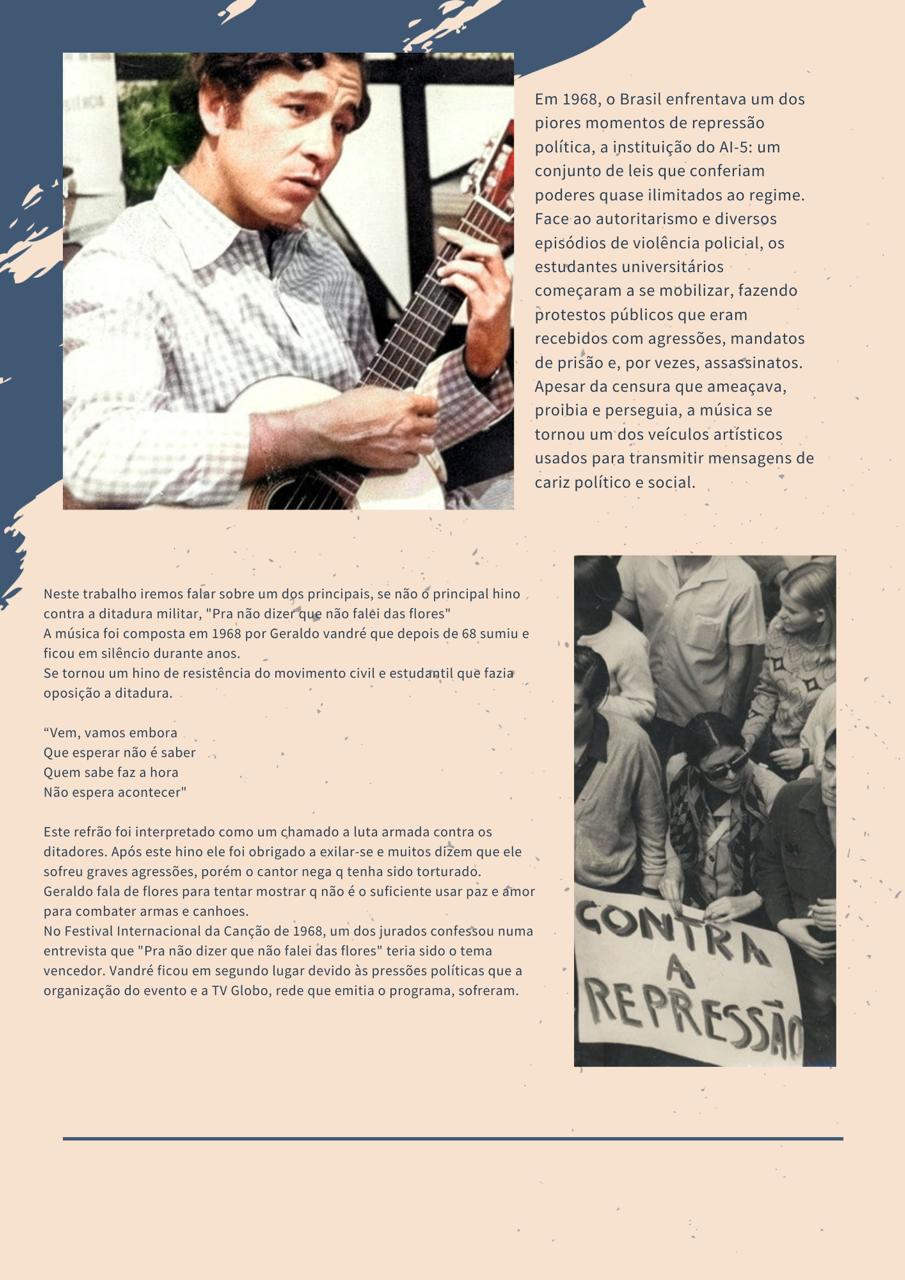 Em 1968, o Brasil enfrentava um dos
piores momentos de repressão
política, a instituição do AI-5: um
conjunto de leis que conferiam
poderes quase ilimitados ao regime.
Face ao autoritarismo e diversos
episódios de violência policial, os
estudantes universitários
começaram a se mobilizar, fazendo
protestos públicos que eram
recebidos com agressões, mandatos
de prisão e, por vezes, assassinatos.
Apesar da censura que ameaçava,
proibia e perseguia, a música se
tornou um dos veículos artísticos
usados para transmitir mensagens de
cariz político e social.
Neste trabalho iremos falar sobre um dos principais, se não o principal hino
contra a ditadura militar, "Pra não dizer que não falei das flores"
A música foi composta em 1968 por Geraldo vandré que depois de 68 sumiu e
ficou em silêncio durante anos.
Se tornou um hino de resistência do movimento civil e estudantil que fazia
oposição a ditadura.
“Vem, vamos embora
Que esperar não é saber
Quem sabe faz a hora
Não espera acontecer"
Este refrão foi interpretado como um chamado a luta armada contra os
ditadores. Após este hino ele foi obrigado a exilar-se e muitos dizem que ele
sofreu graves agressões, porém o cantor nega q tenha sido torturado.
Geraldo fala de flores para tentar mostrar q não é o suficiente usar paz e amor
para combater armas e canhoes.
No Festival Internacional da Canção de 1968, um dos jurados confessou numa
entrevista que "Pra não dizer que não falei das flores" teria sido o tema
vencedor. Vandré ficou em segundo lugar devido às pressões políticas que a
organização do evento e a TV Globo, rede que emitia o programa, sofreram.
CONTRA
A
REPRESSÃO